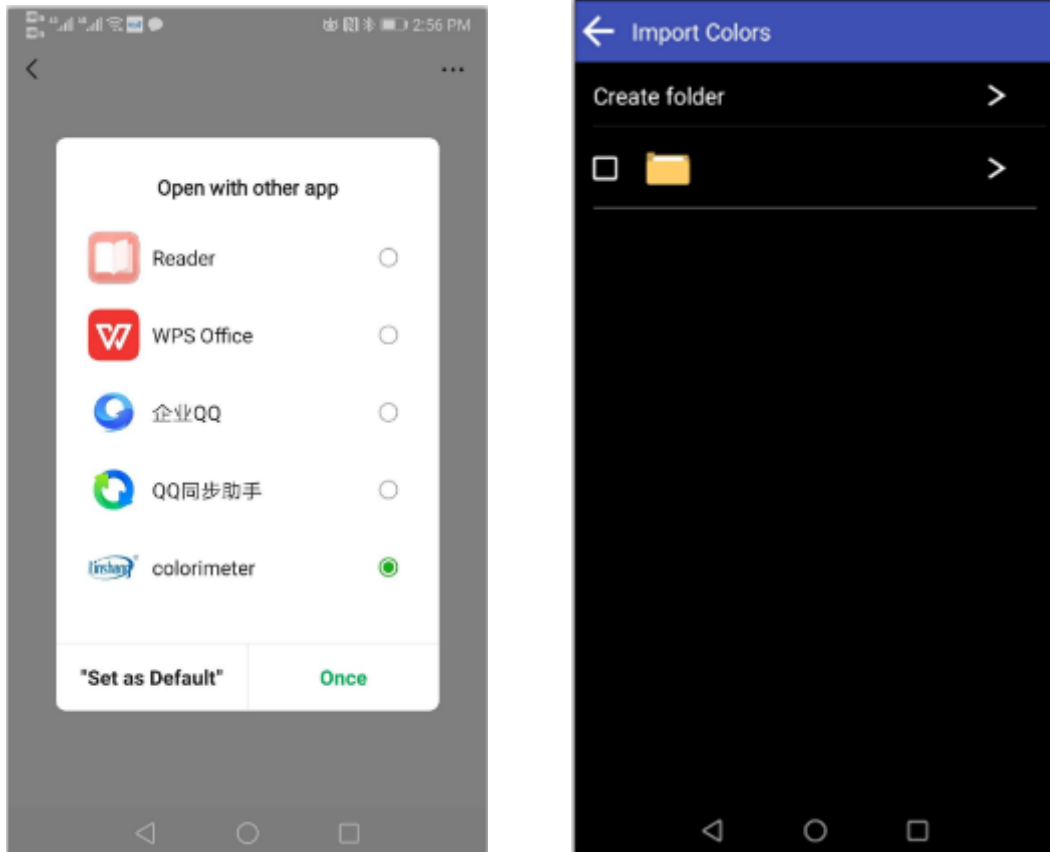 2:56 PM
Open with other app
Reader
WPS Office
企业QQ
QQ同步助手
linshang colorimeter
"Set as Default"
Once
Import Colors
Create folder